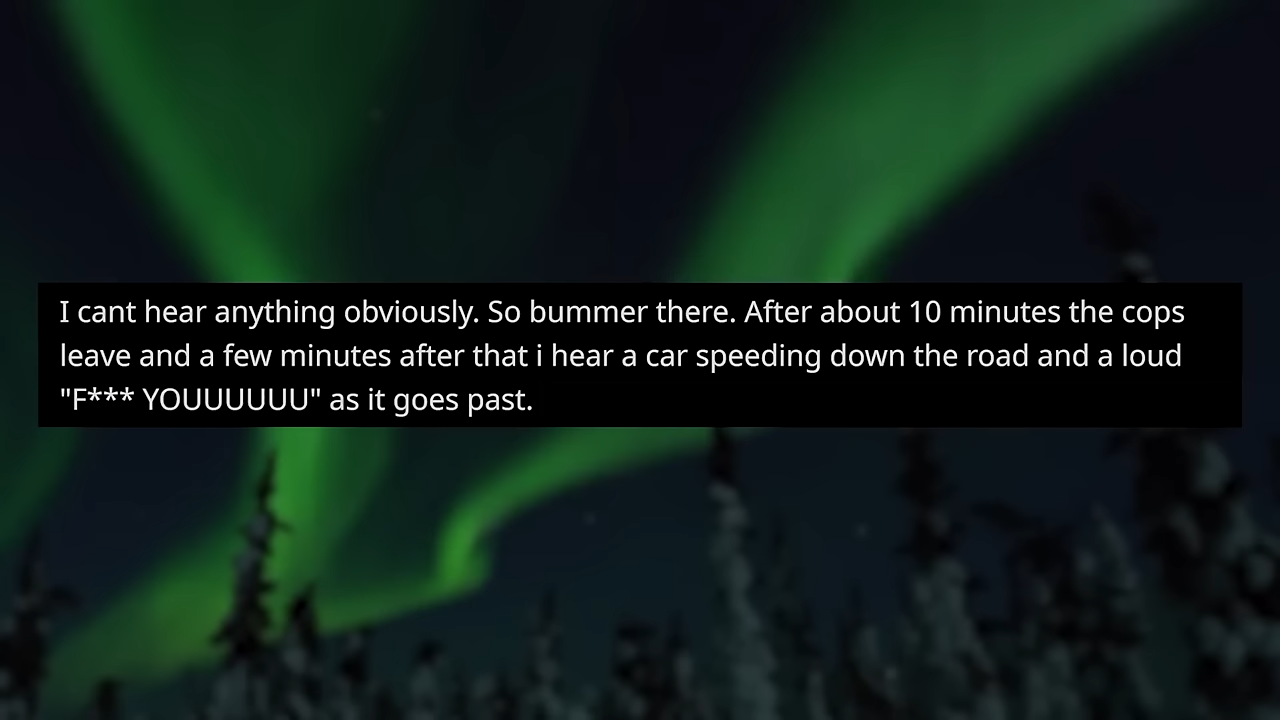 I cant hear anything obviously. So bummer there. After about 10 minutes the cops
leave and a few minutes after that i hear a car speeding down the road and a loud
"F*** YOUUUUUU" as it goes past.